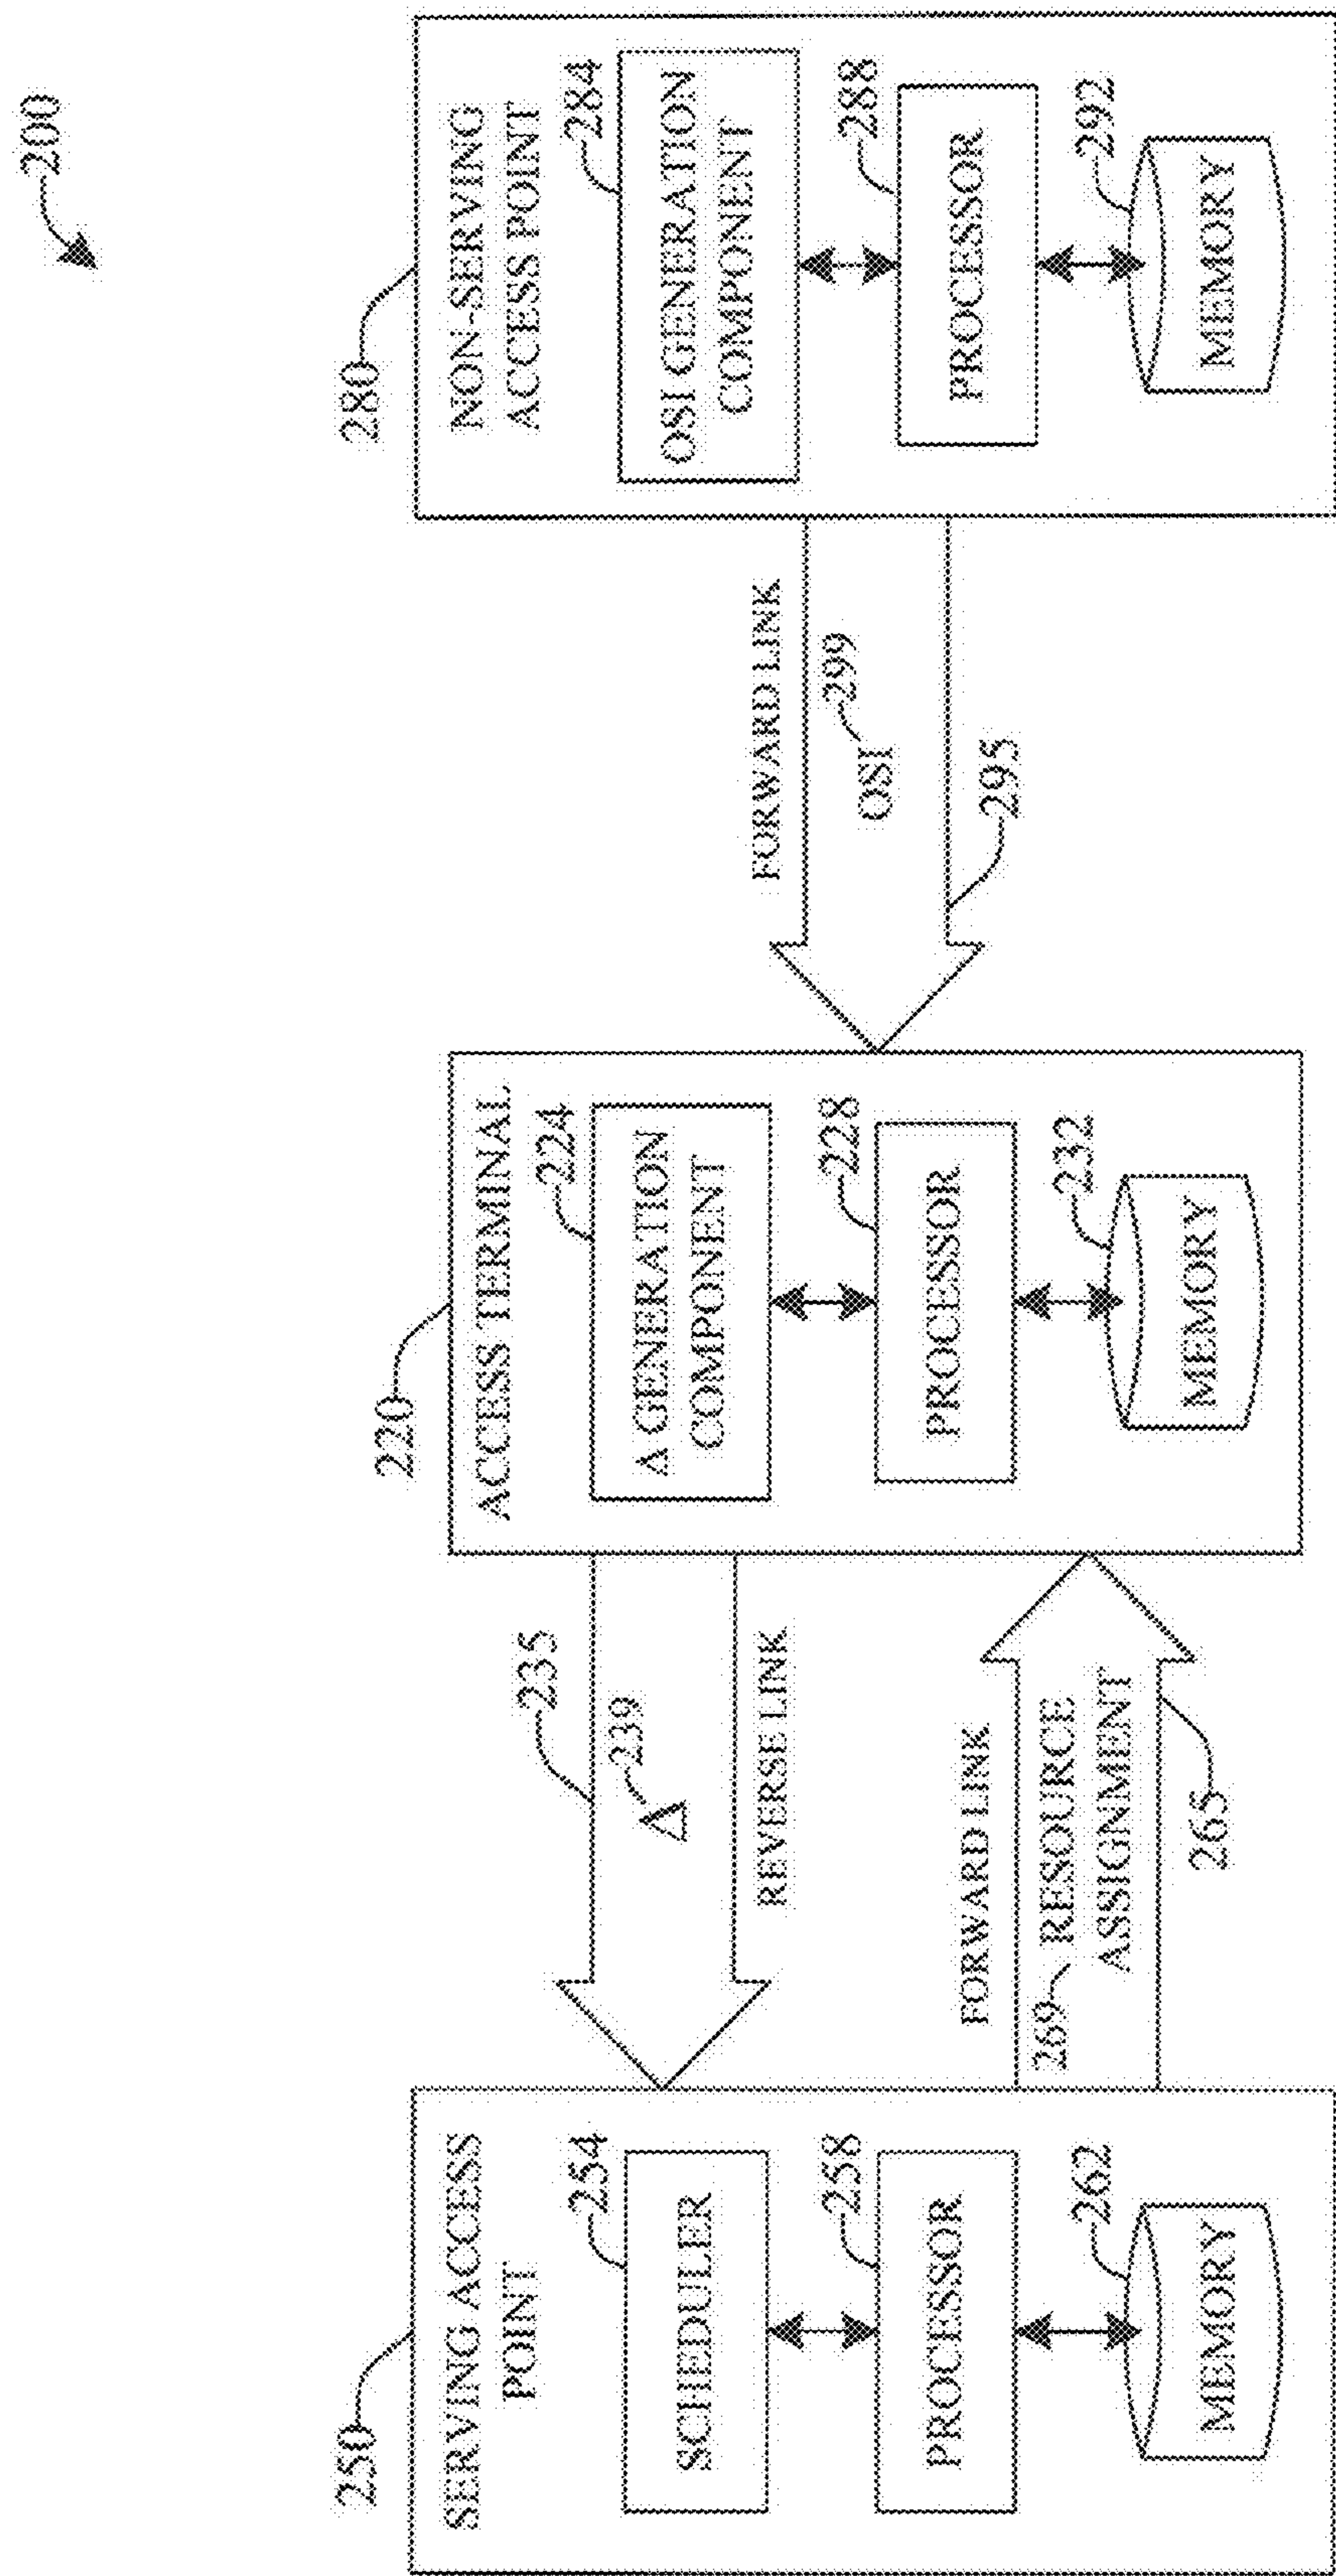 200
250
SERVING ACCESS
POINT
254
SCHEDULER
258
PROCESSOR
262
MEMORY
235
239
Δ
REVERSE LINK
FORWARD LINK
269
RESOURCE
ASSIGNMENT
265
220
ACCESS TERMINAL
224
Δ GENERATION
COMPONENT
228
PROCESSOR
232
MEMORY
FORWARD LINK
299
OSI
295
280
NON-SERVING
ACCESS POINT
284
OSI GENERATION
COMPONENT
288
PROCESSOR
292
MEMORY